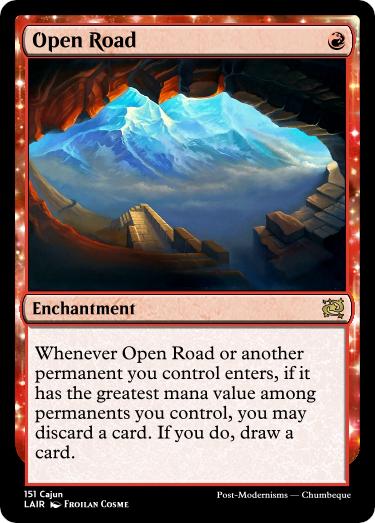 Open Road
Enchantment
Whenever Open Road or another
permanent you control enters, if it
has the greatest mana value among
permanents you control, you may
discard a card. If you do, draw a
card.
151 Cajun
LAIR Froilan Cosme
Post-Modernisms — Chumbeque